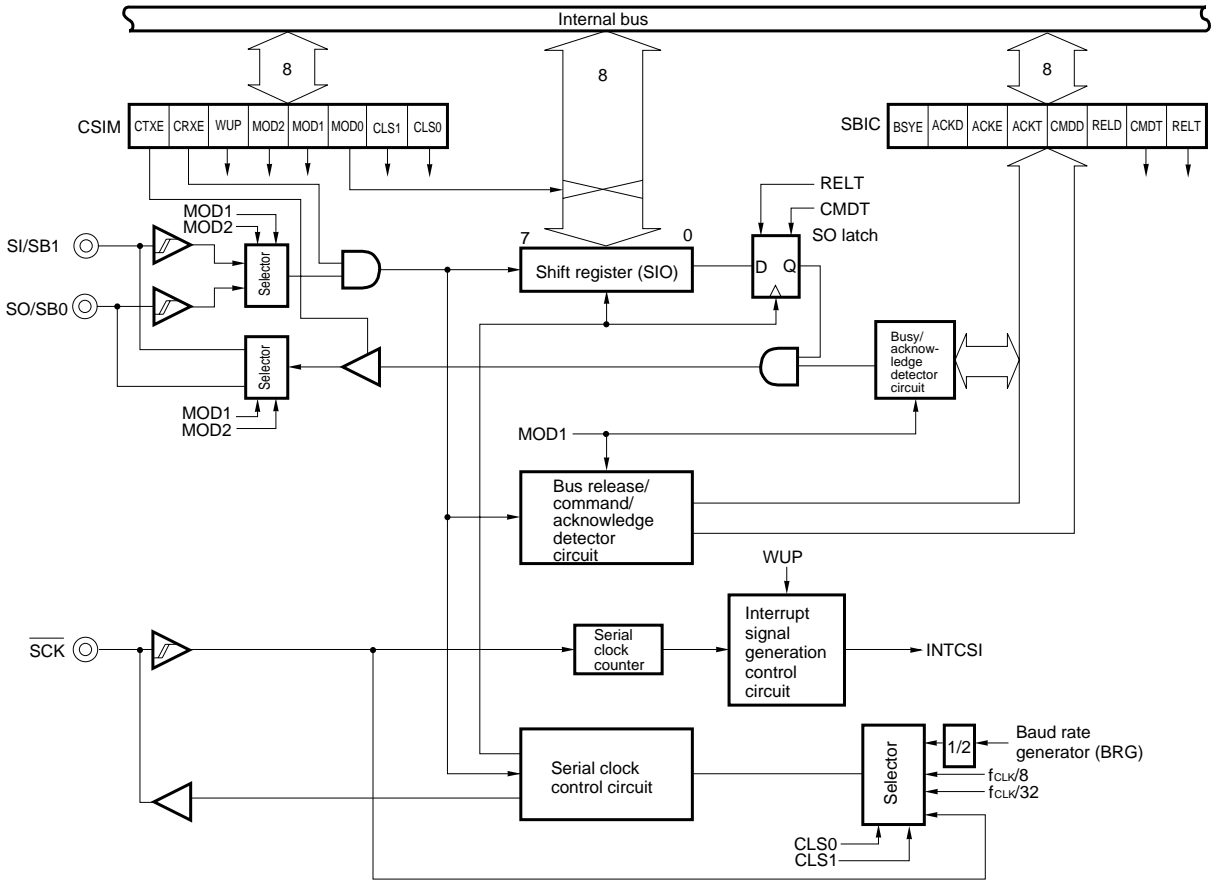 Internal bus
8
8
8
CSIM
CTXE CRXE WUP MOD2 MOD1 MOD0 CLS1 CLS0
SBIC
BSYE ACKD ACKE ACKT CMDD RELD CMDT RELT
RELT
CMDT
SO latch
MOD1
MOD2
SI/SB1
SO/SB0
Selector
7
0
Shift register (SIO)
D Q
Selector
MOD1
MOD2
Busy/
acknow-
ledge
detector
circuit
MOD1
Bus release/
command/
acknowledge
detector
circuit
WUP
SCK
Serial
clock
counter
Interrupt
signal
generation
control
circuit
INTCSI
Serial clock
control circuit
Selector
1/2
Baud rate
generator (BRG)
fCLK/8
fCLK/32
CLS0
CLS1